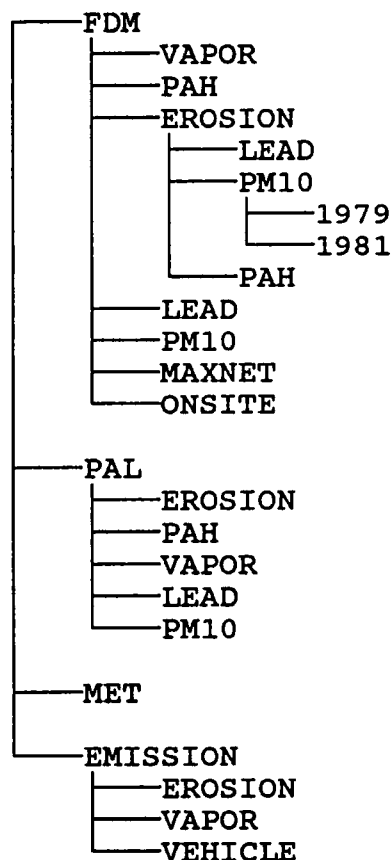 FDM
VAPOR
PAH
EROSION
LEAD
PM10
1979
1981
PAH
LEAD
PM10
MAXNET
ONSITE
PAL
EROSION
PAH
VAPOR
LEAD
PM10
MET
EMISSION
EROSION
VAPOR
VEHICLE